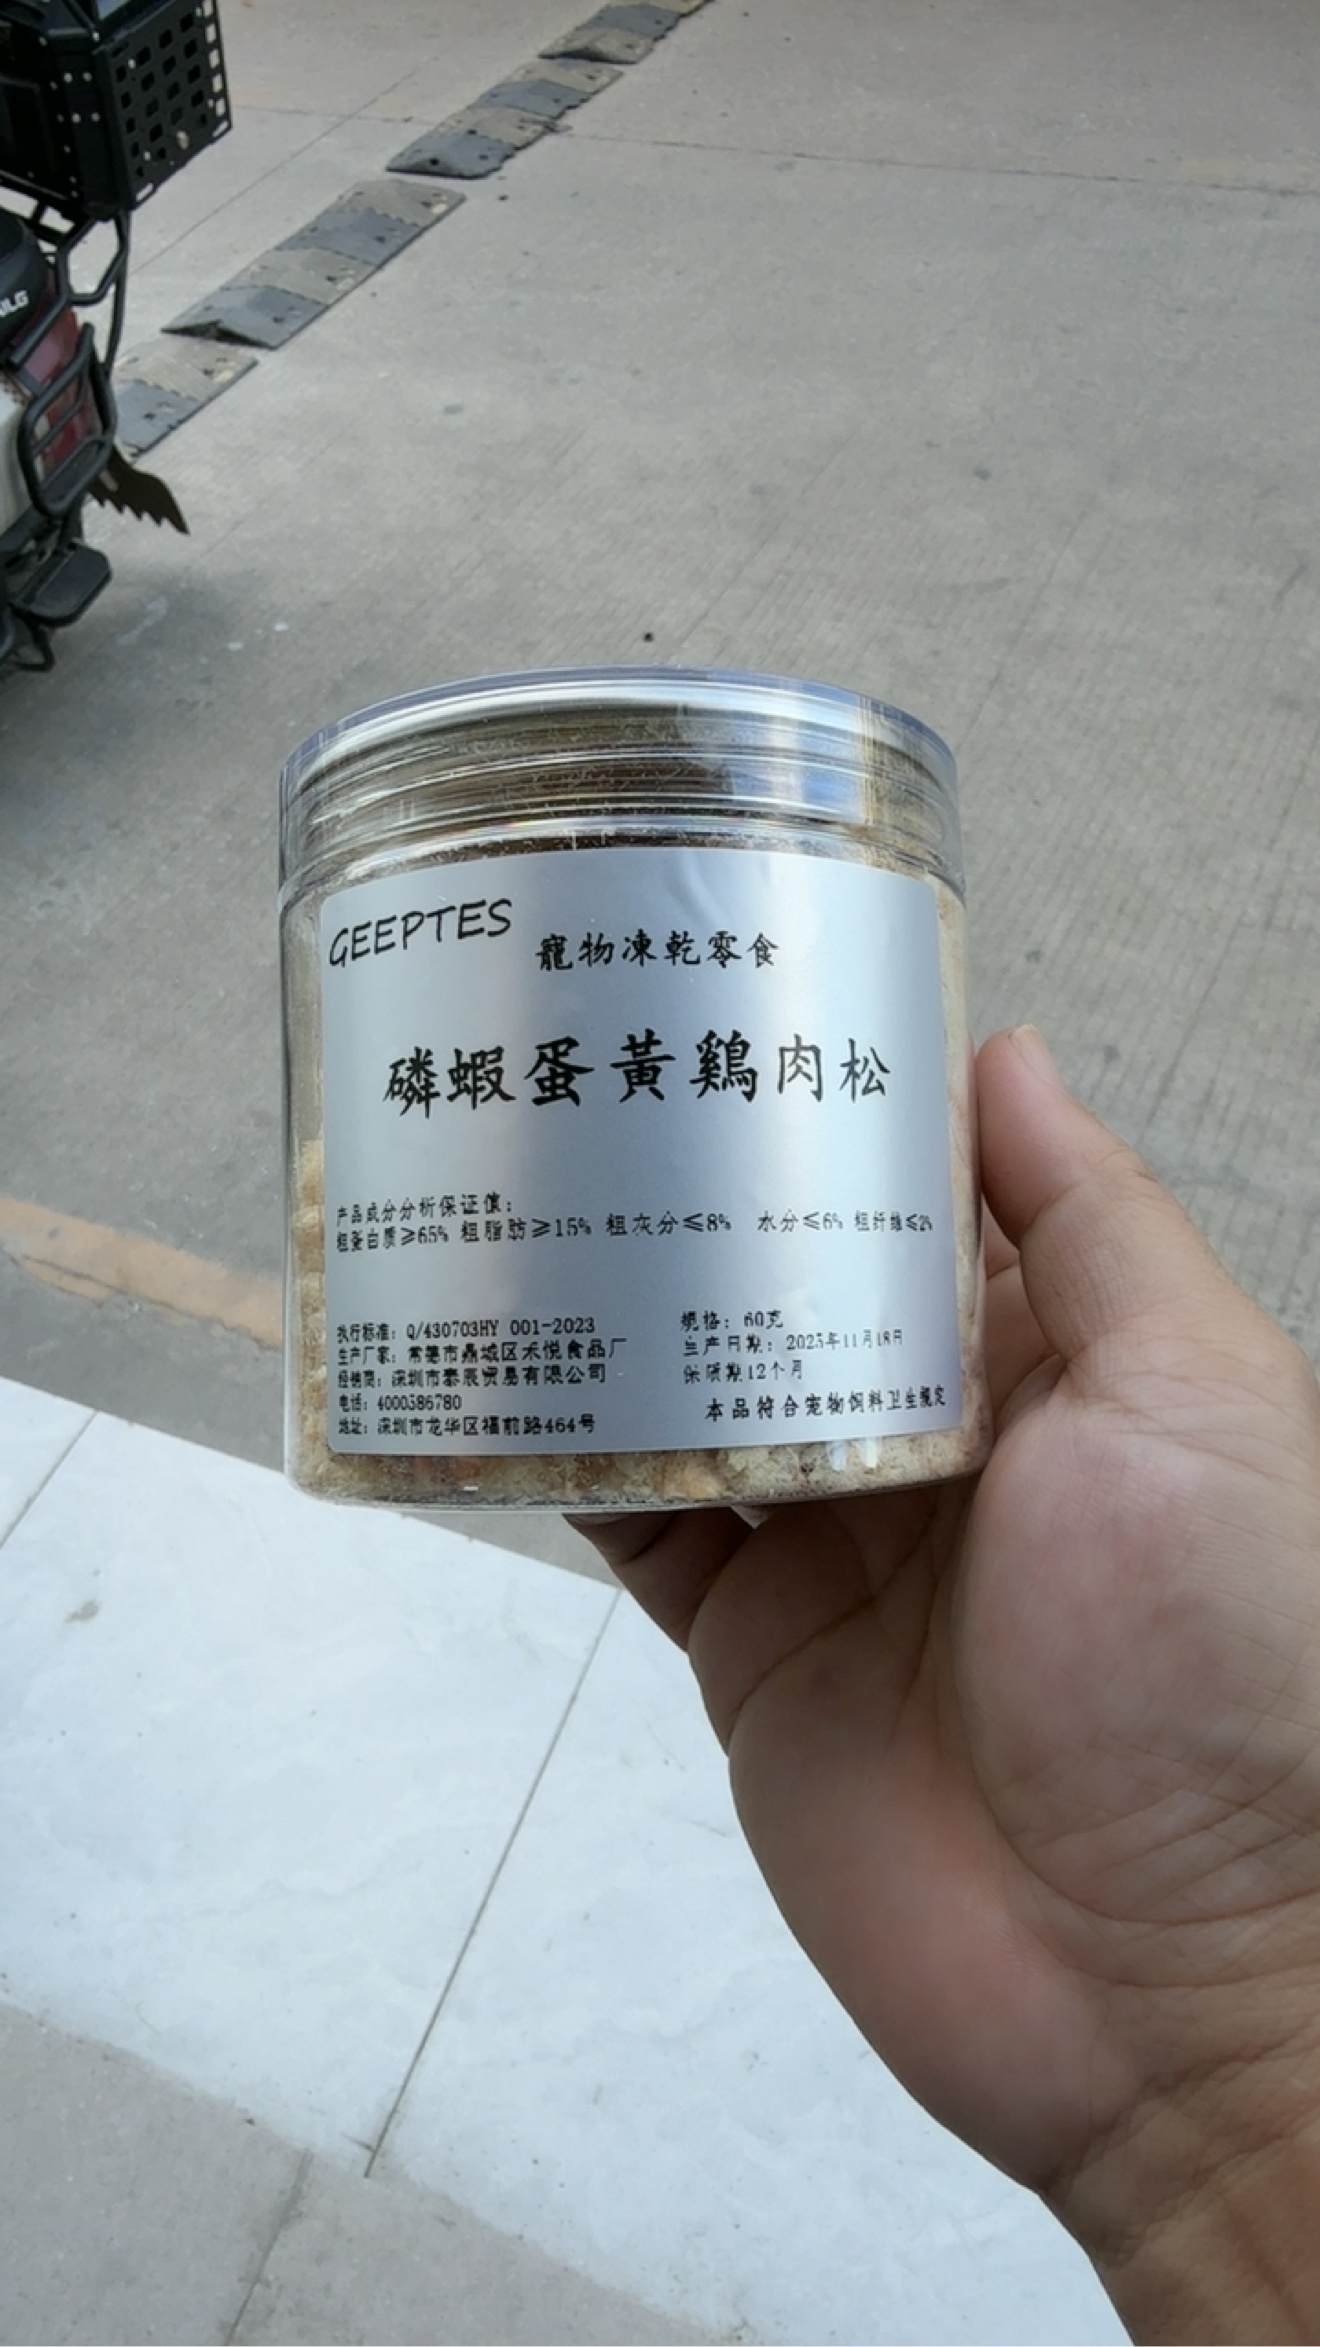 GEEPTES
寵物凍乾零食
磷蝦蛋黃鷄肉松
产品成分分析保证值：
粗蛋白质≥65% 粗脂肪≥15% 粗灰分≤8% 水分≤6% 粗纤维≤2%
执行标准：Q/430703HY 001-2023
生产厂家：常德市鼎城区禾悦食品厂
经销商：深圳市泰辰贸易有限公司
电话：4000586780
地址：深圳市龙华区福前路464号
规格：60克
生产日期：2025年11月18日
保质期12个月
本品符合宠物饲料卫生规定